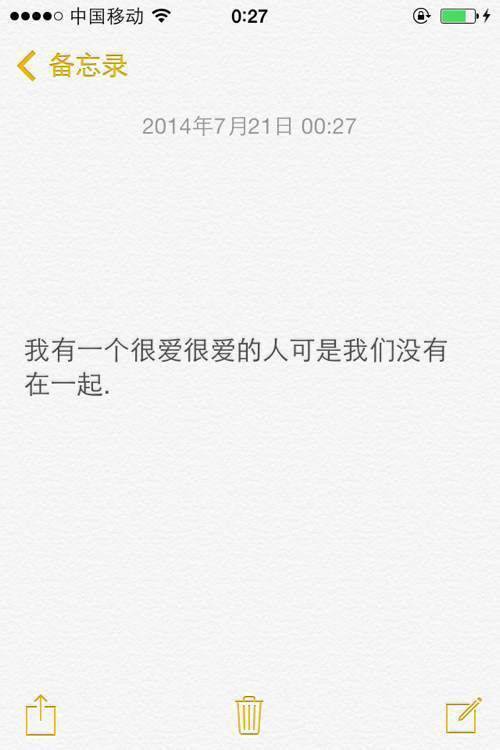 中国移动 0:27
备忘录
2014年7月21日 00:27
我有一个很爱很爱的人可是我们没有
在一起.